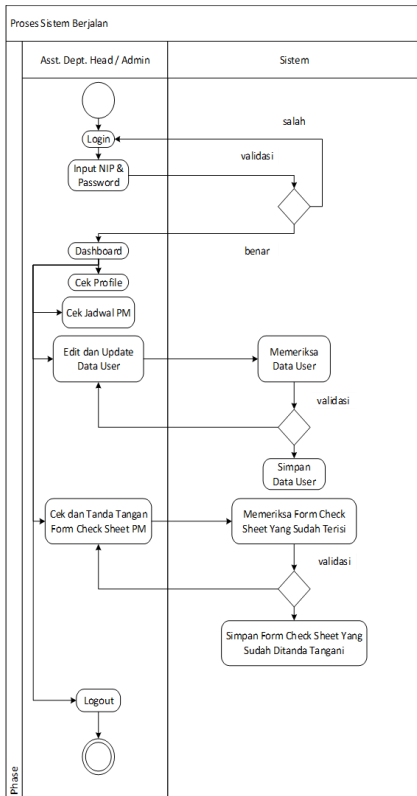 Proses Sistem Berjalan
Asst. Dept. Head / Admin
Sistem
salah
Login
validasi
Input NIP &
Password
Dashboard
benar
Cek Profile
Cek Jadwal PM
Edit dan Update
Data User
Memeriksa
Data User
validasi
Simpan
Data User
Cek dan Tanda Tangan
Form Check Sheet PM
Memeriksa Form Check
Sheet Yang Sudah Terisi
validasi
Simpan Form Check Sheet Yang
Sudah Ditanda Tangani
Logout
Phase